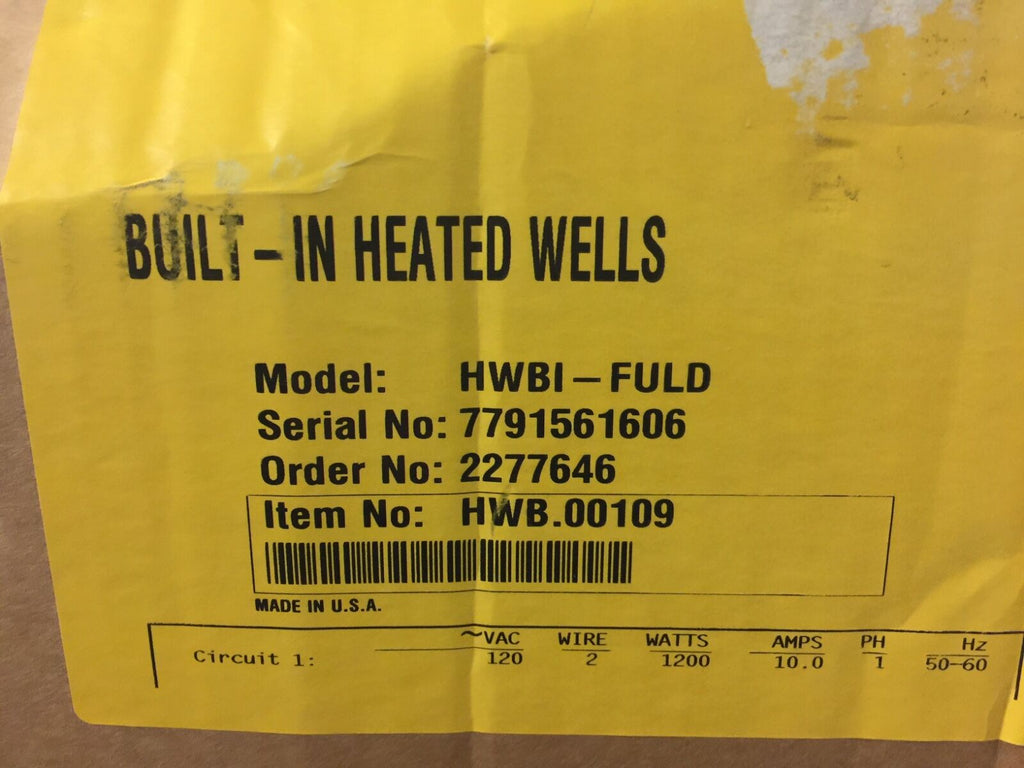 BUILT - IN HEATED WELLS
Model: HWBI - FULD
Serial No: 7791561606
Order No: 2277646
Item No: HWB.00109
MADE IN U.S.A.
~VAC WIRE WATTS AMPS PH Hz
Circuit 1: 120 2 1200 10.0 1 50-60